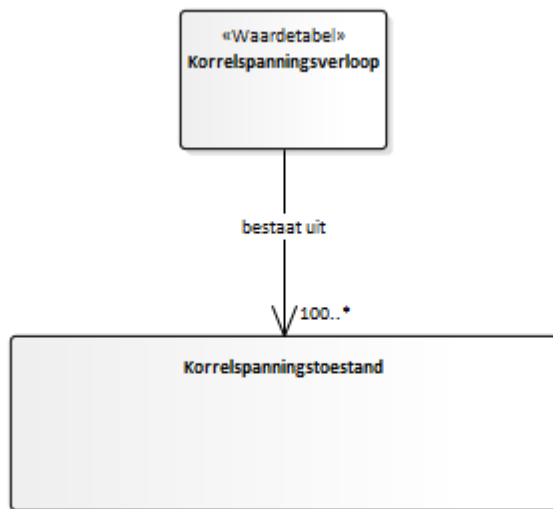 «Waardetabel»
Korrelspanningsverloop
bestaat uit
100..*
Korrelspanningstoestand